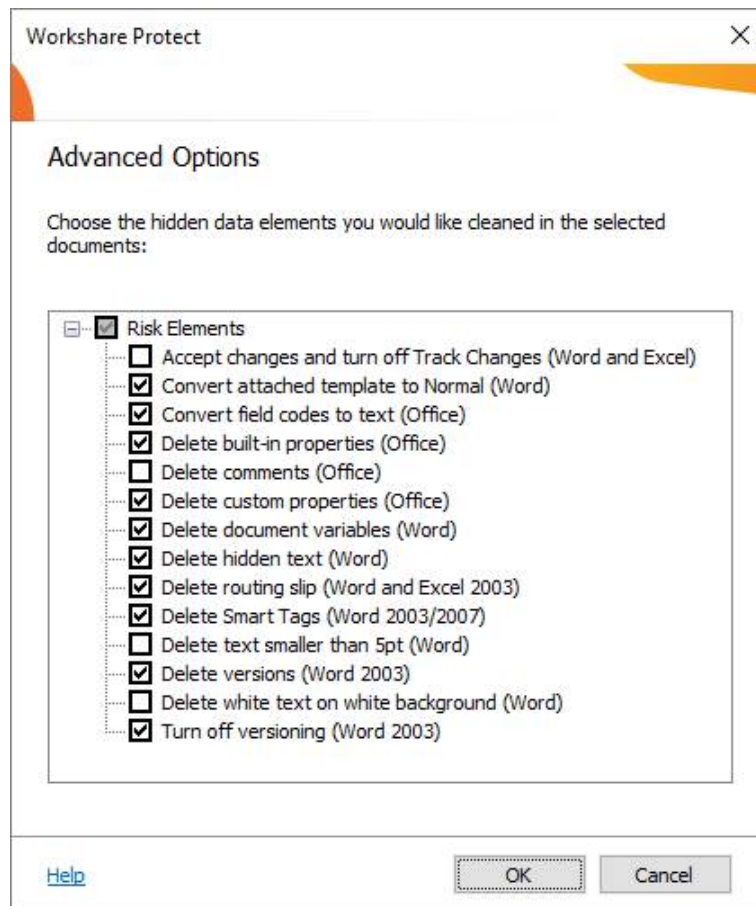 Workshare Protect
Advanced Options
Choose the hidden data elements you would like cleaned in the selected
documents:
Risk Elements
Accept changes and turn off Track Changes (Word and Excel)
Convert attached template to Normal (Word)
Convert field codes to text (Office)
Delete built-in properties (Office)
Delete comments (Office)
Delete custom properties (Office)
Delete document variables (Word)
Delete hidden text (Word)
Delete routing slip (Word and Excel 2003)
Delete Smart Tags (Word 2003/2007)
Delete text smaller than 5pt (Word)
Delete versions (Word 2003)
Delete white text on white background (Word)
Turn off versioning (Word 2003)
Help OK Cancel